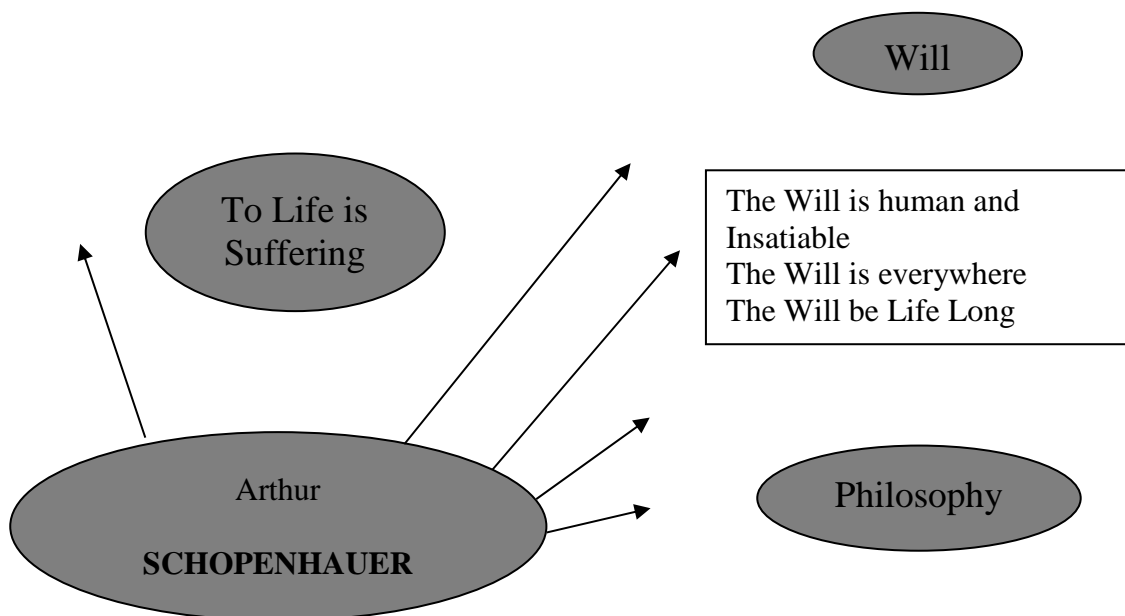 Will
To Life is
Suffering
The Will is human and
Insatiable
The Will is everywhere
The Will be Life Long
Arthur
SCHOPENHAUER
Philosophy